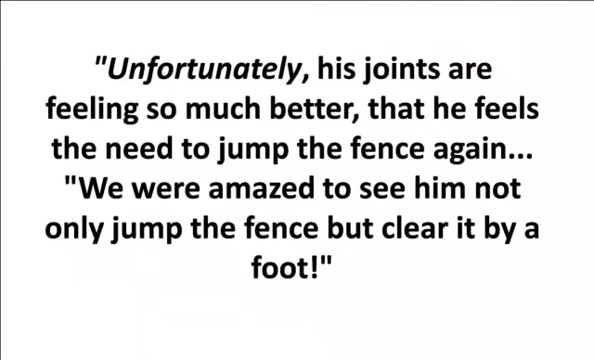 "Unfortunately, his joints are
feeling so much better, that he feels
the need to jump the fence again...
"We were amazed to see him not
only jump the fence but clear it by a
foot!"